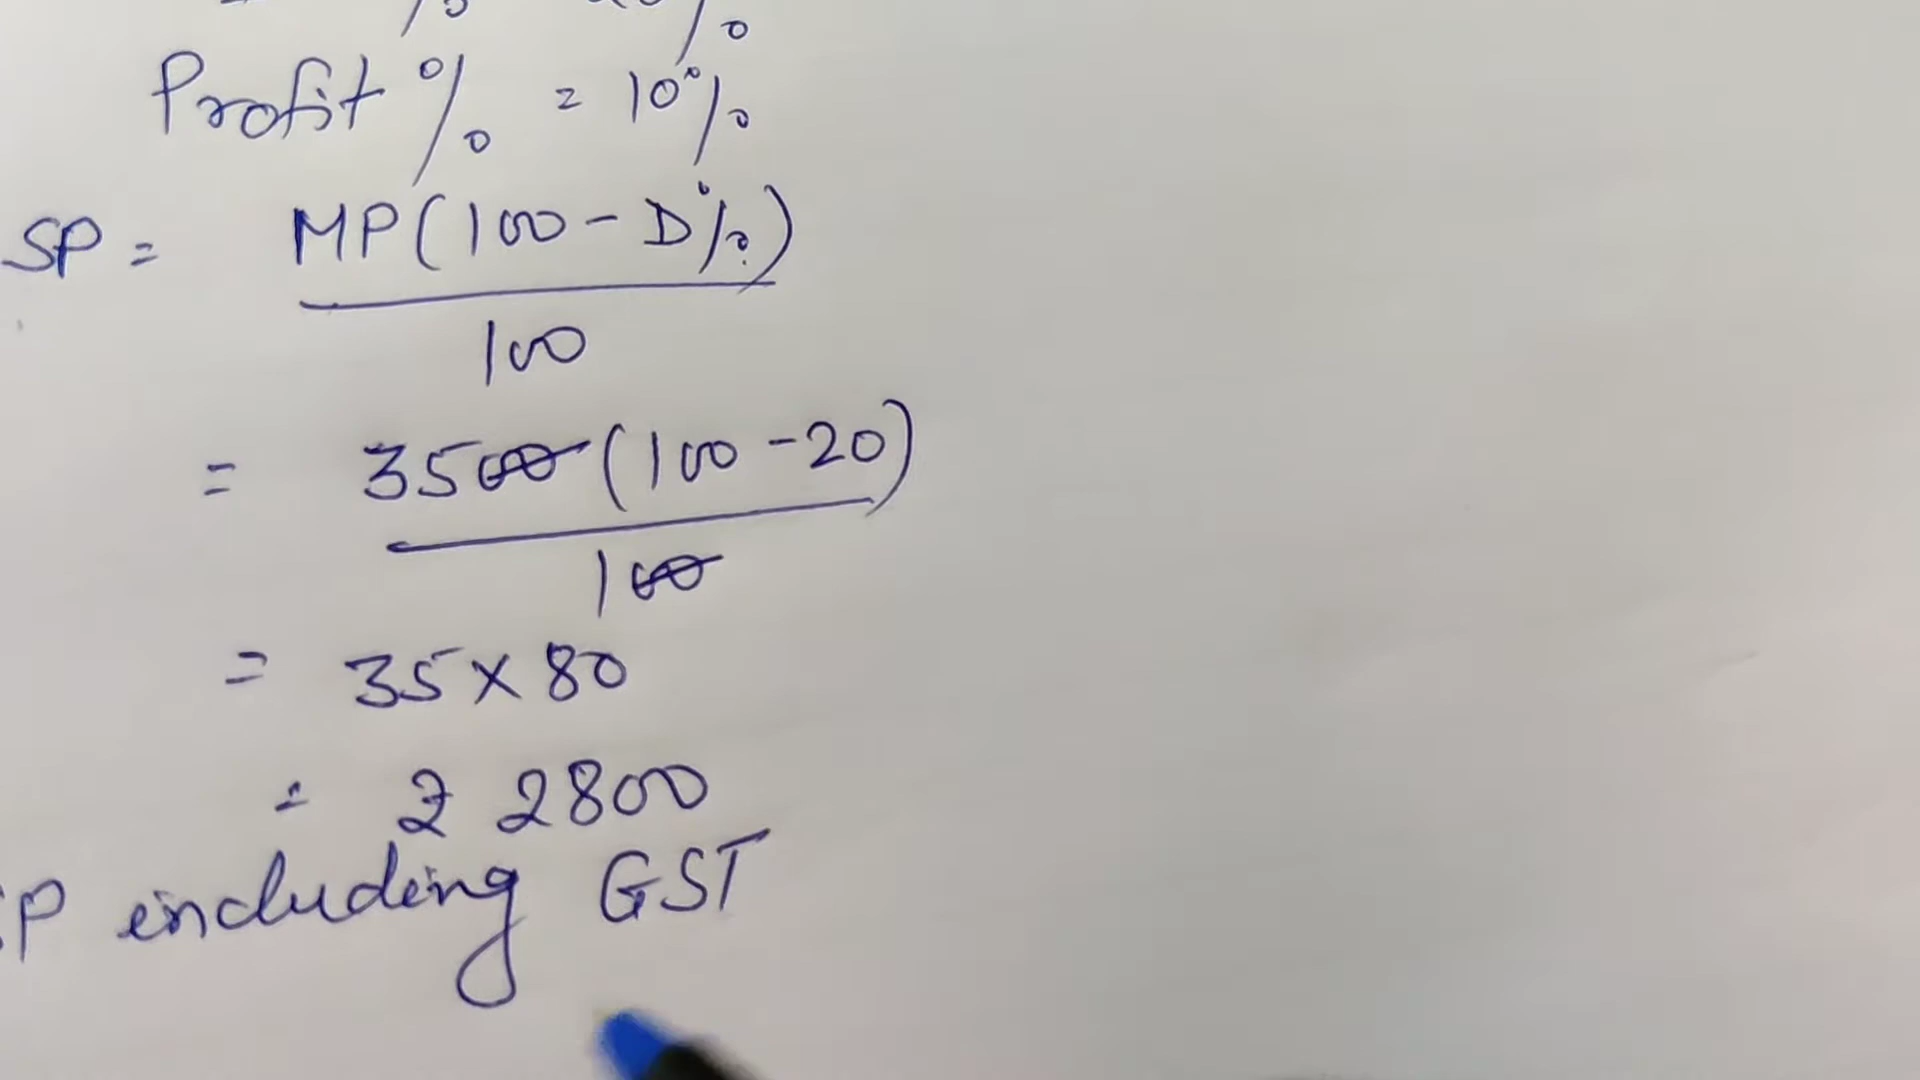 Profit % = 10%
SP = MP(100 - D%)
100
= 3500(100 - 20)
100
= 35 × 80
= ₹ 2800
including GST